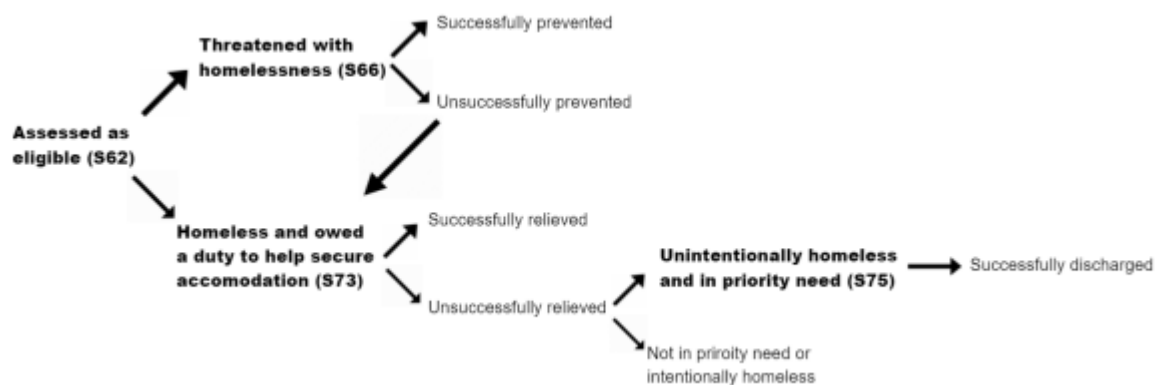 Successfully prevented
Threatened with
homelessness (S66)
Unsuccessfully prevented
Assessed as
eligible (S62)
Homeless and owed
a duty to help secure
accomodation (S73)
Successfully relieved
Unsuccessfully relieved
Unintentionally homeless
and in priority need (S75)
Successfully discharged
Not in priroity need or
intentionally homeless